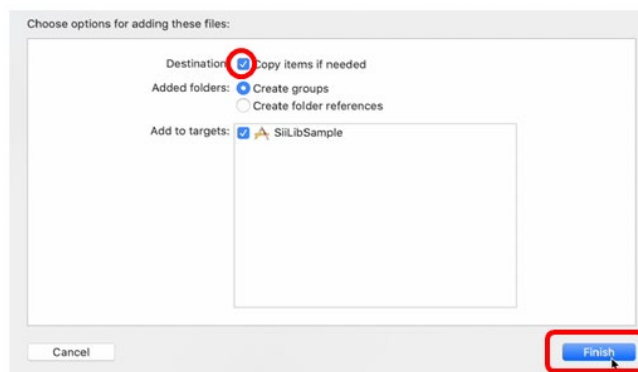 Choose options for adding these files:
Destination: Copy items if needed
Added folders: Create groups
Create folder references
Add to targets: SiiLibSample
Cancel
Finish